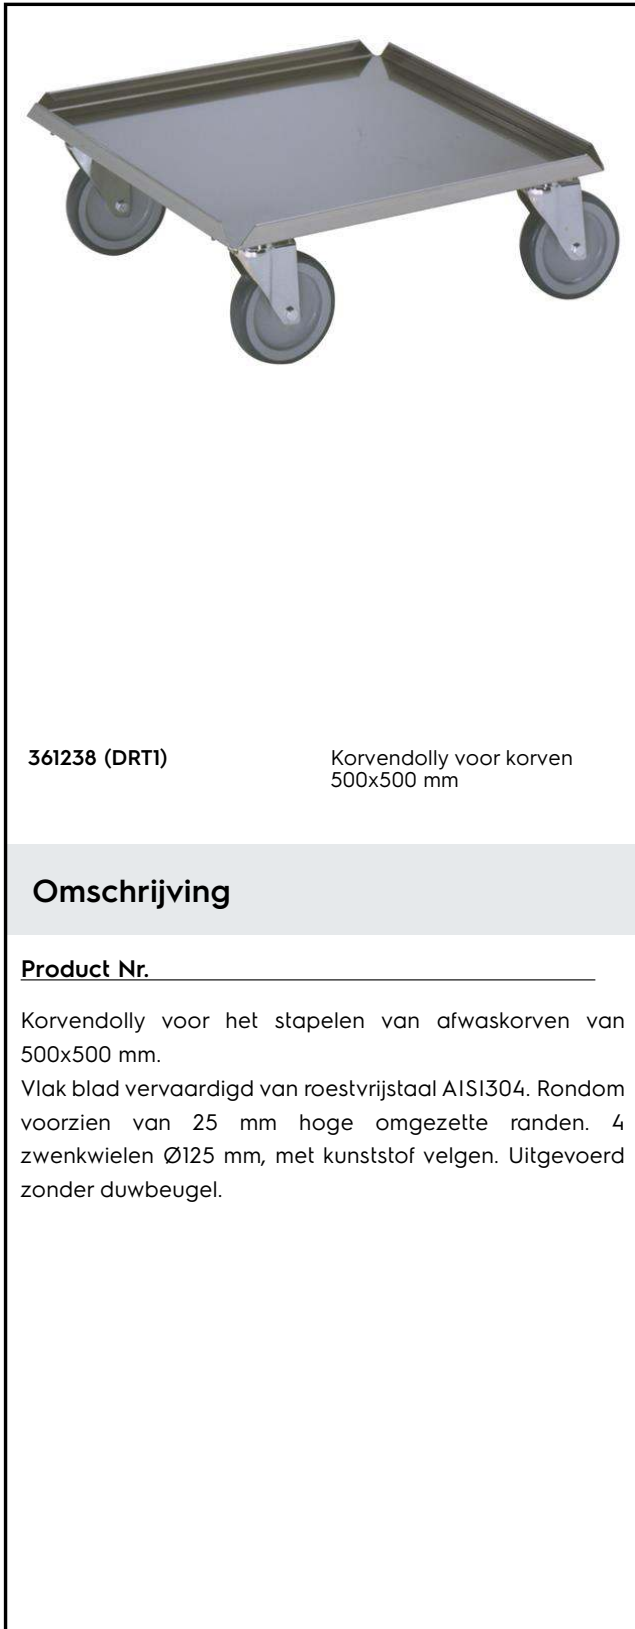 361238 (DRT1)
Korvendolly voor korven
500x500 mm
Omschrijving
Product Nr.
Korvendolly voor het stapelen van afwaskorven van
500x500 mm.
Vlak blad vervaardigd van roestvrijstaal AISI304. Rondom
voorzien van 25 mm hoge omgezette randen. 4
zwenkwielen Ø125 mm, met kunststof velgen. Uitgevoerd
zonder duwbeugel.